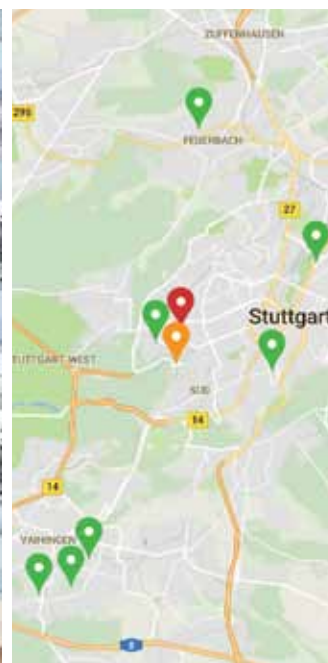 ZUFFENHAUSEN
295
FEUERBACH
27
Stuttgart
STUTTGART-WEST
SÜD
14
14
VAIHINGEN
8